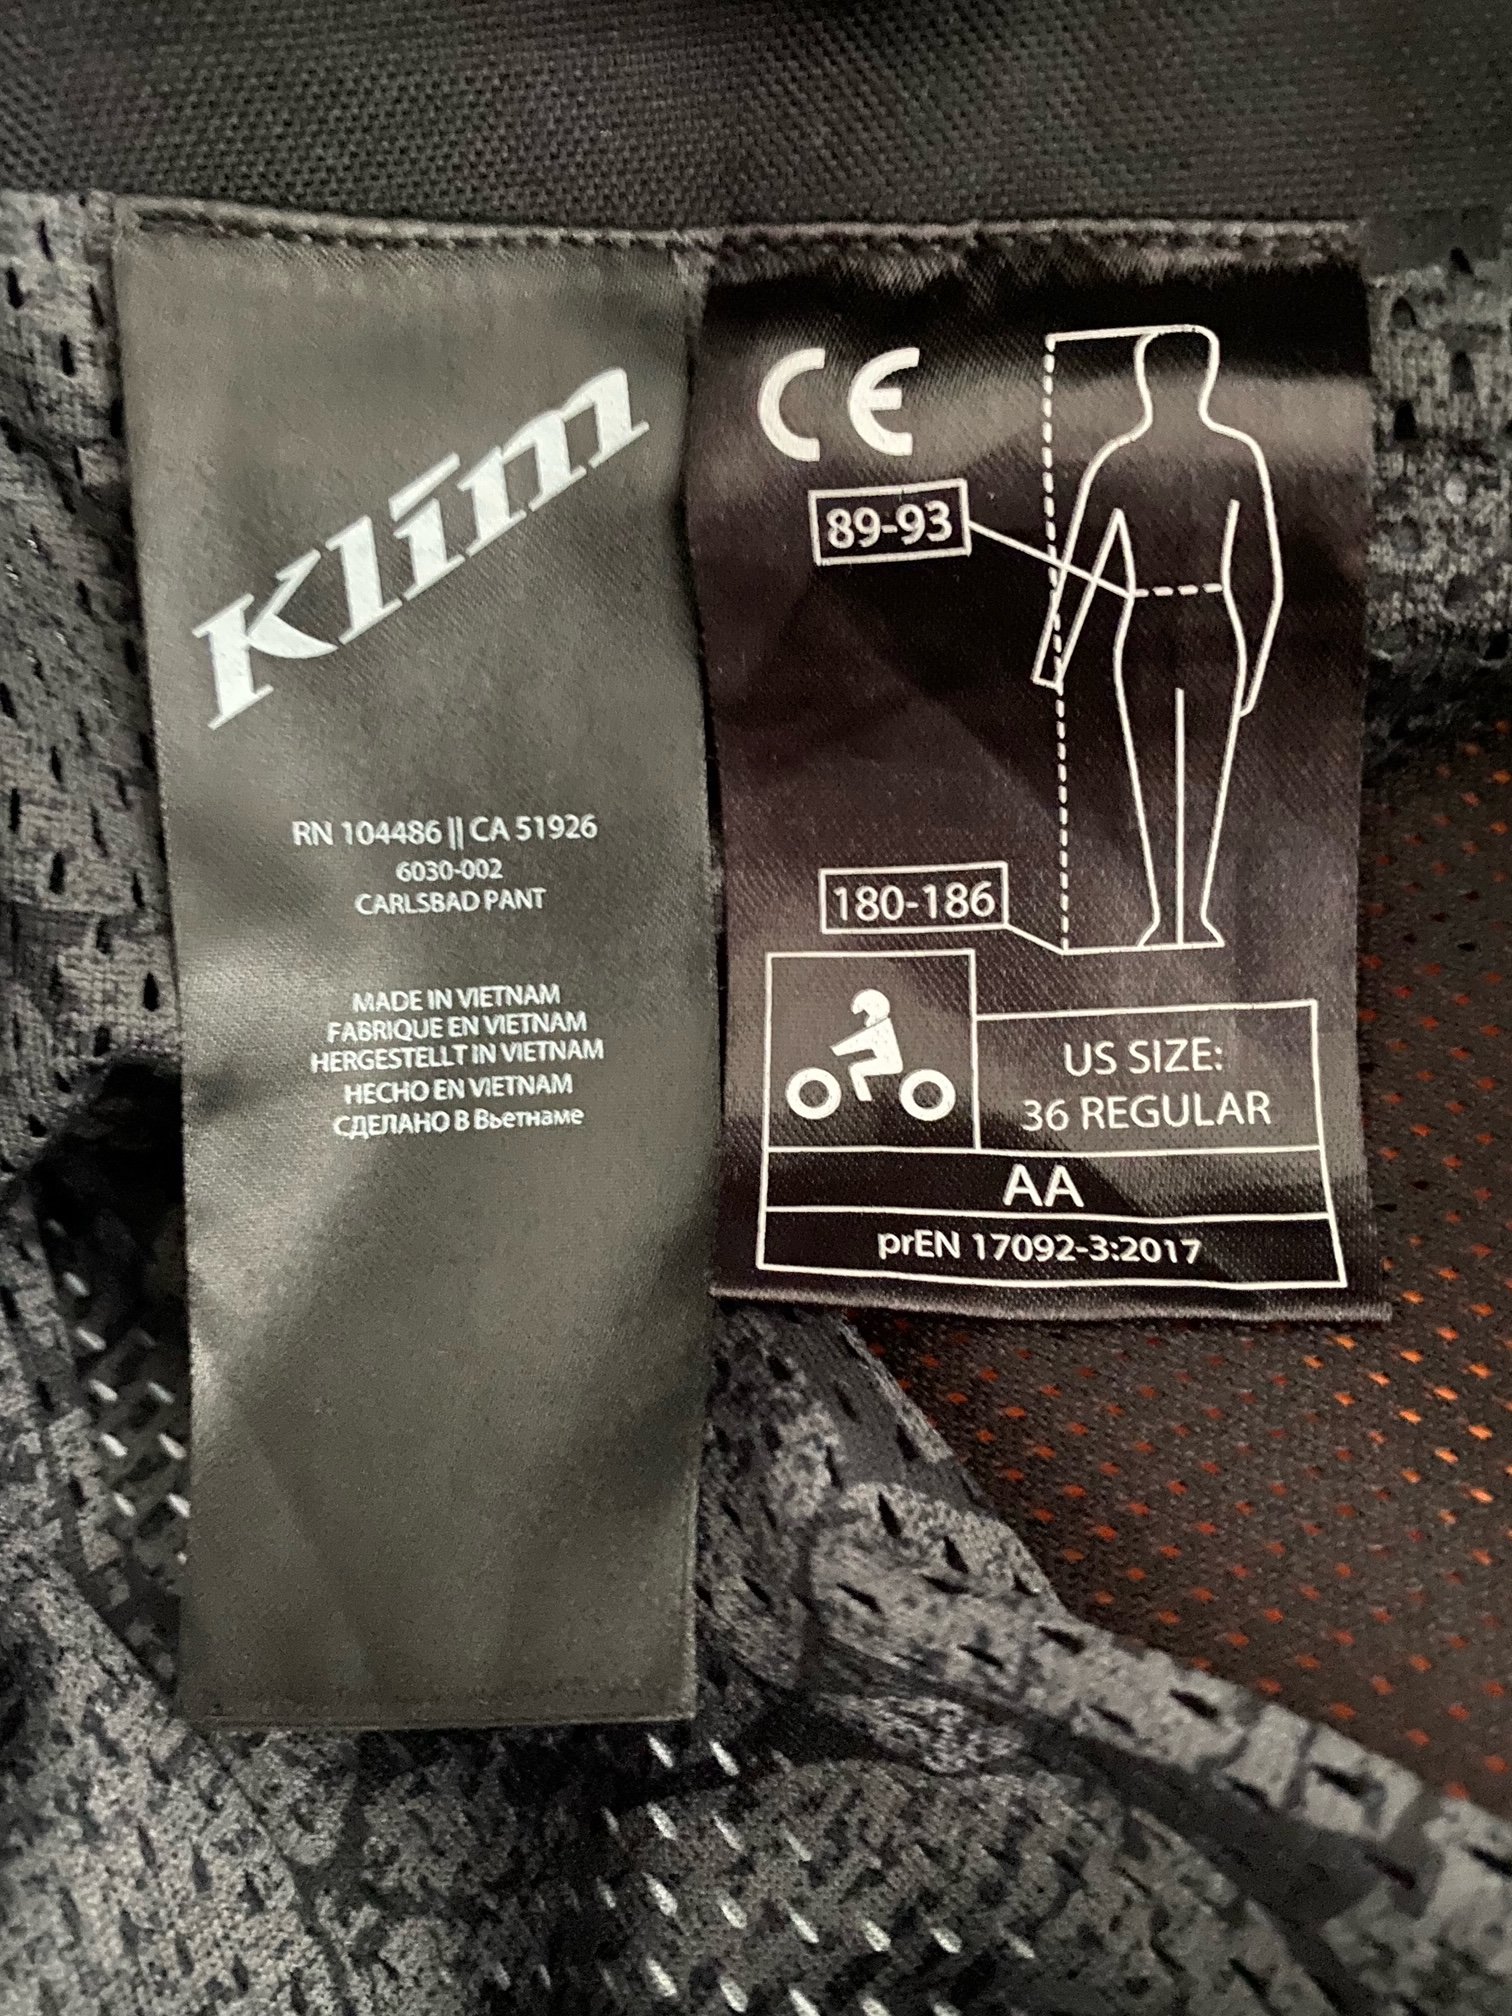 Klim
RN 104486 || CA 51926
6030-002
CARLSBAD PANT
MADE IN VIETNAM
FABRIQUE EN VIETNAM
HERGESTELLT IN VIETNAM
HECHO EN VIETNAM
СДЕЛАНО В Вьетнаме
CE
89-93
180-186
US SIZE:
36 REGULAR
AA
prEN 17092-3:2017